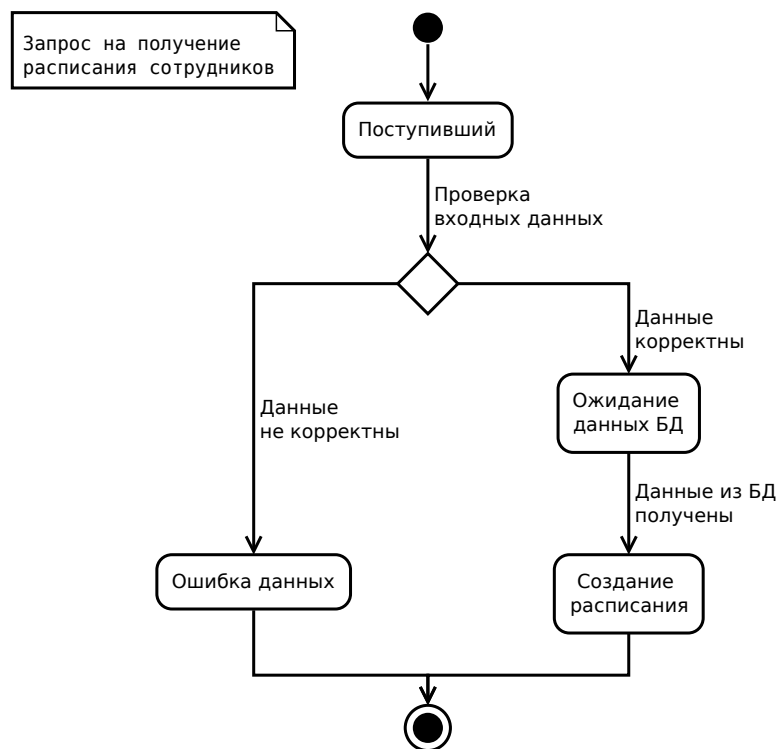 Запрос на получение
расписания сотрудников
Поступивший
Проверка
входных данных
Данные
корректны
Ожидание
данных БД
Данные
не корректны
Данные из БД
получены
Ошибка данных
Создание
расписания